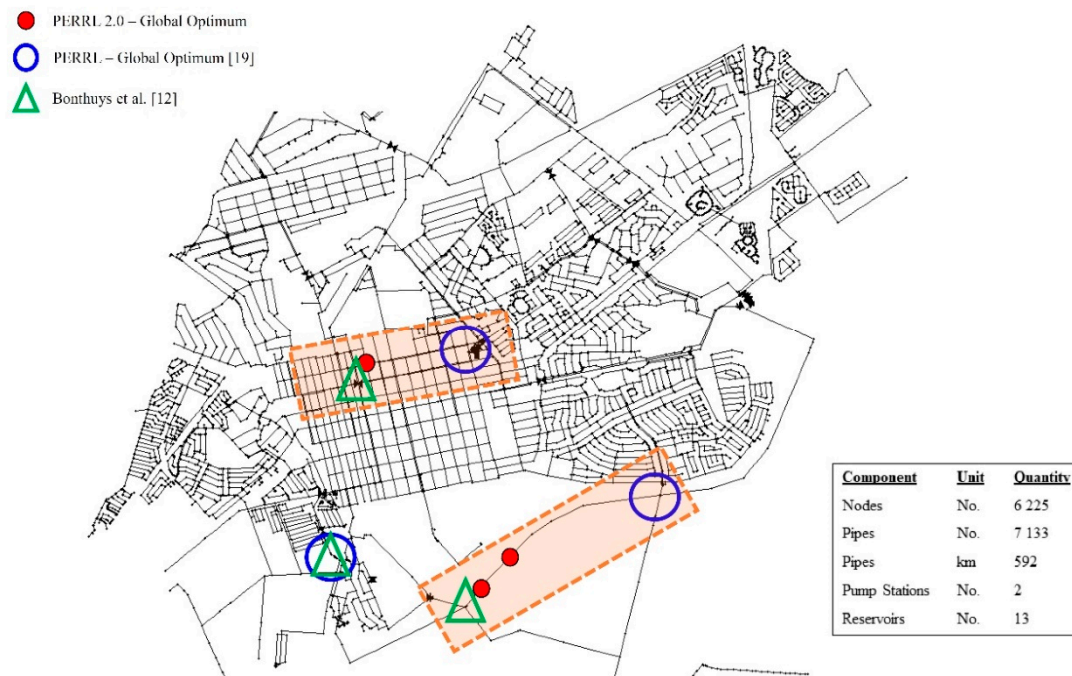 PERRL 2.0 – Global Optimum
PERRL – Global Optimum [19]
Bonthuys et al. [12]
Component Unit Quantity
Nodes No. 6 225
Pipes No. 7 133
Pipes km 592
Pump Stations No. 2
Reservoirs No. 13